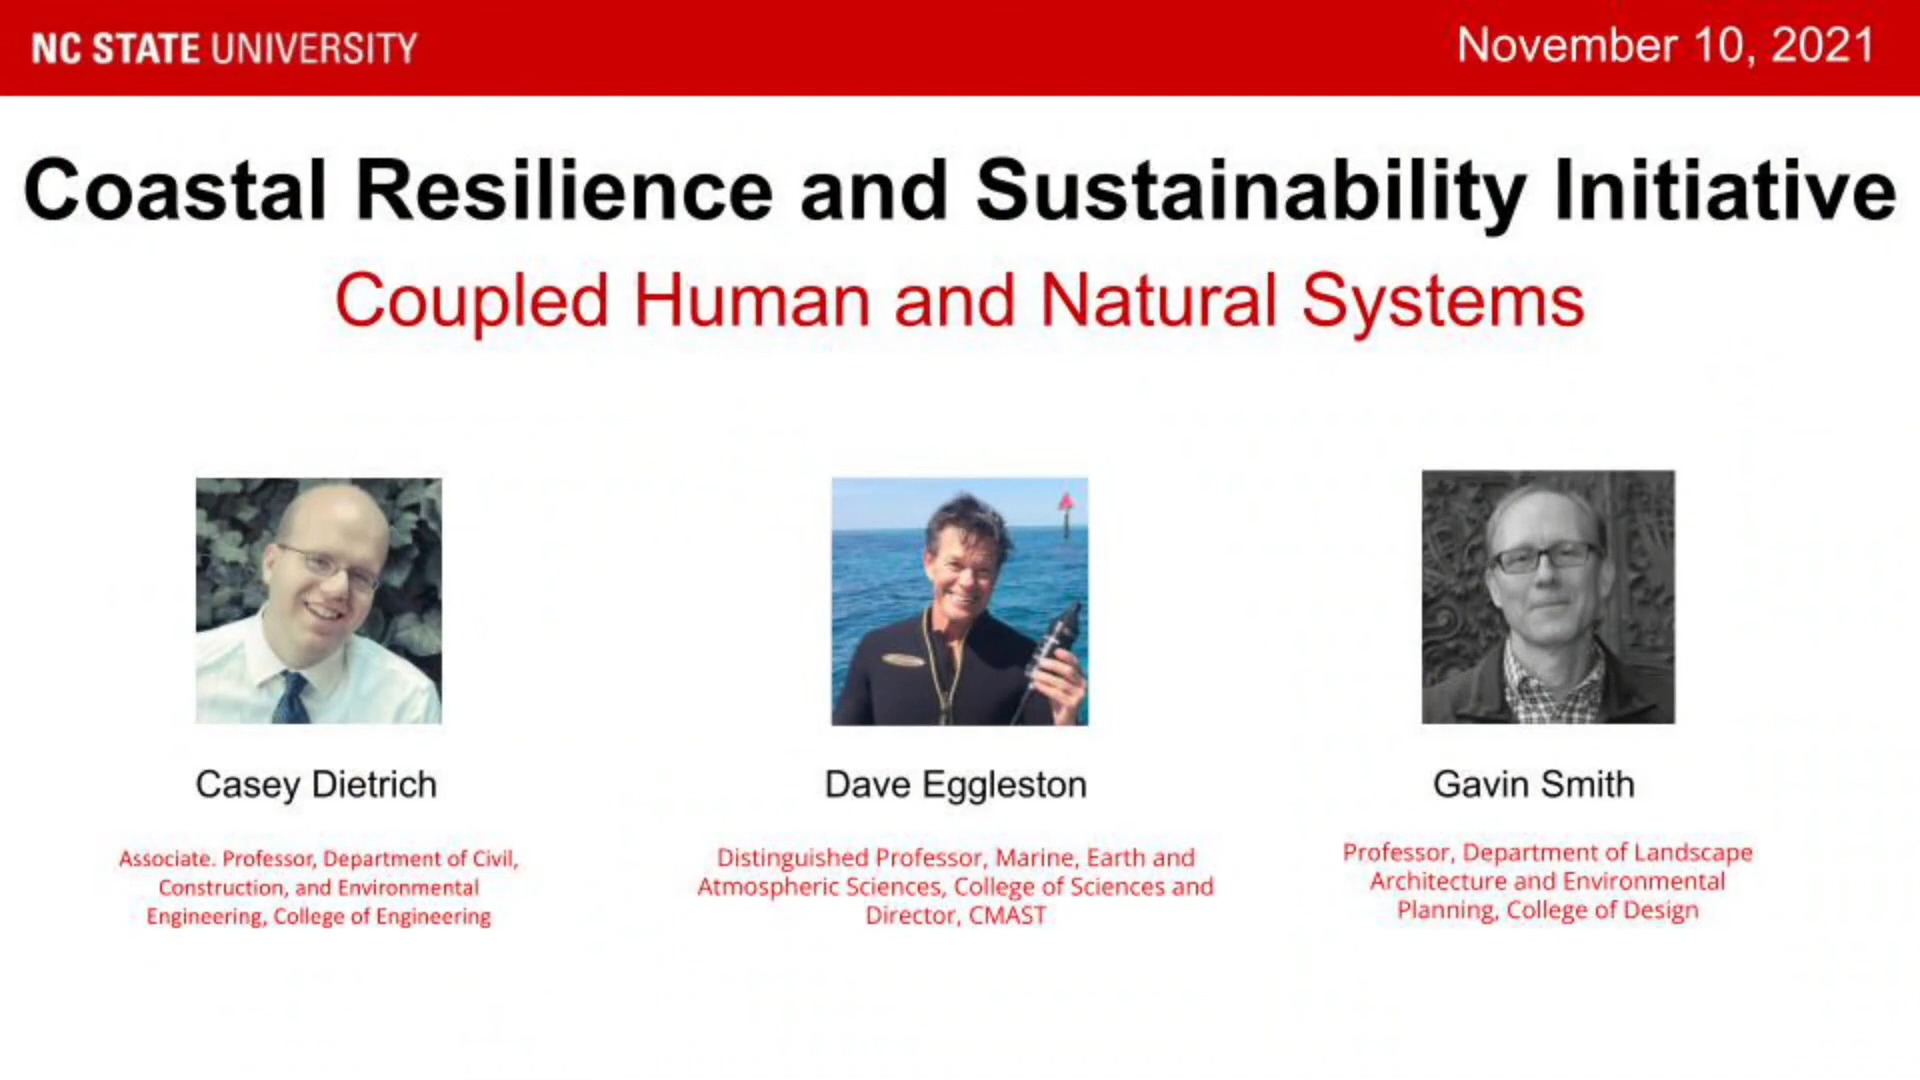 NC STATE UNIVERSITY
November 10, 2021
Coastal Resilience and Sustainability Initiative
Coupled Human and Natural Systems
Casey Dietrich
Associate. Professor, Department of Civil,
Construction, and Environmental
Engineering, College of Engineering
Dave Eggleston
Distinguished Professor, Marine, Earth and
Atmospheric Sciences, College of Sciences and
Director, CMAST
Gavin Smith
Professor, Department of Landscape
Architecture and Environmental
Planning, College of Design